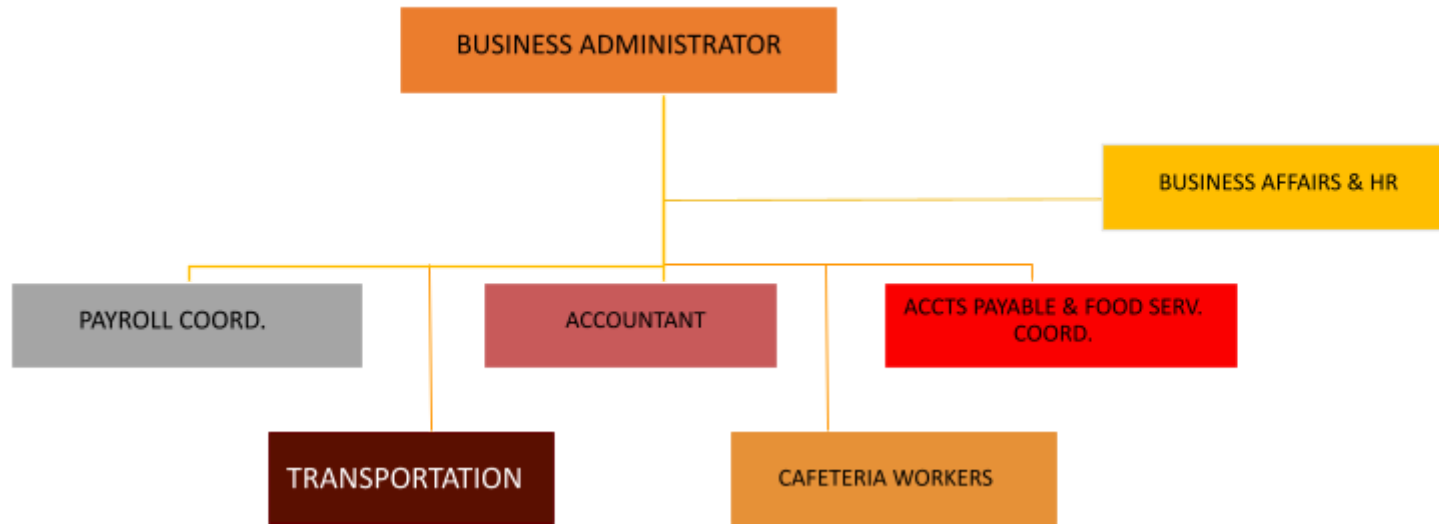 BUSINESS ADMINISTRATOR
BUSINESS AFFAIRS & HR
PAYROLL COORD.
ACCOUNTANT
ACCTS PAYABLE & FOOD SERV.
COORD.
TRANSPORTATION
CAFETERIA WORKERS